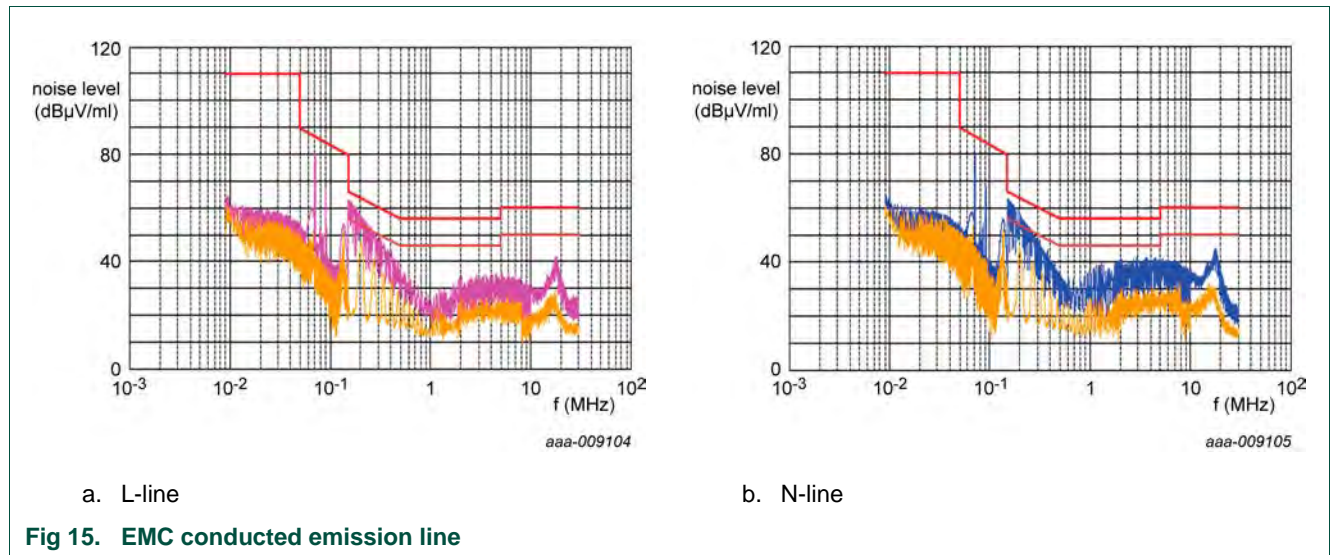 120
noise level
(dBµV/ml)
80
40
0
10-3
10-2
10-1
1
10
102
f (MHz)
aaa-009104
120
noise level
(dBµV/ml)
80
40
0
10-3
10-2
10-1
1
10
102
f (MHz)
aaa-009105
a. L-line
b. N-line
Fig 15. EMC conducted emission line